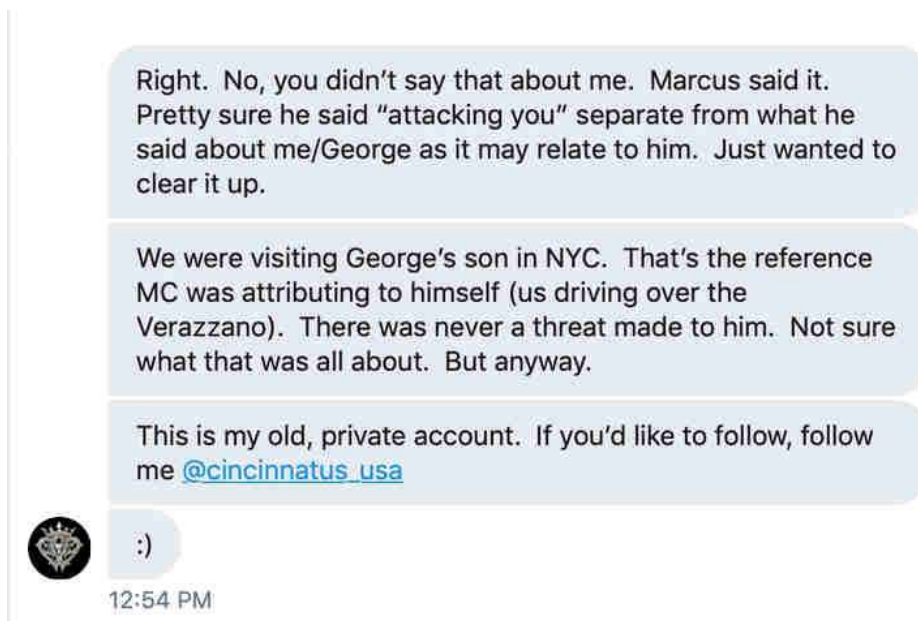 Right.  No, you didn’t say that about me.  Marcus said it.
Pretty sure he said “attacking you” separate from what he
said about me/George as it may relate to him.  Just wanted to
clear it up.
We were visiting George’s son in NYC.  That’s the reference
MC was attributing to himself (us driving over the
Verazzano).  There was never a threat made to him.  Not sure
what that was all about.  But anyway.
This is my old, private account.  If you’d like to follow, follow
me @cincinnatus_usa
:)
12:54 PM